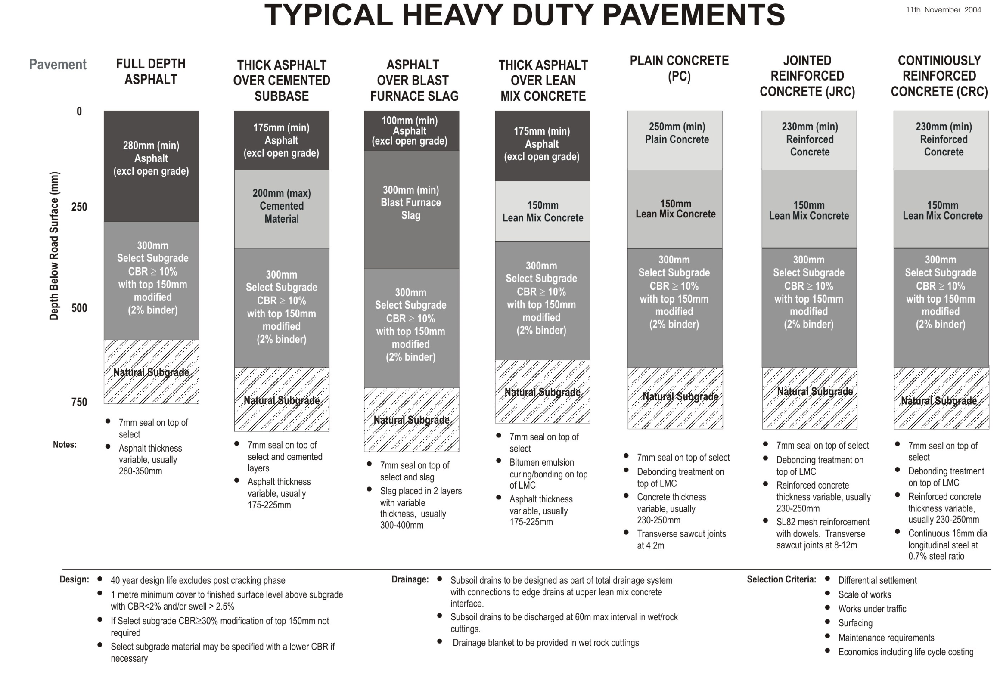 TYPICAL HEAVY DUTY PAVEMENTS
11th November 2004
Pavement
FULL DEPTH
ASPHALT
THICK ASPHALT
OVER CEMENTED
SUBBASE
ASPHALT
OVER BLAST
FURNACE SLAG
THICK ASPHALT
OVER LEAN
MIX CONCRETE
PLAIN CONCRETE
(PC)
JOINTED
REINFORCED
CONCRETE (JRC)
CONTINIOUSLY
REINFORCED
CONCRETE (CRC)
Depth Below Road Surface (mm)
0
250
500
750
280mm (min)
Asphalt
(excl open grade)
300mm
Select Subgrade
CBR ≥ 10%
with top 150mm
modified
(2% binder)
Natural Subgrade
175mm (min)
Asphalt
(excl open grade)
200mm (max)
Cemented
Material
300mm
Select Subgrade
CBR ≥ 10%
with top 150mm
modified
(2% binder)
Natural Subgrade
100mm (min)
Asphalt
(excl open grade)
300mm (min)
Blast Furnace
Slag
300mm
Select Subgrade
CBR ≥ 10%
with top 150mm
modified
(2% binder)
Natural Subgrade
175mm (min)
Asphalt
(excl open grade)
150mm
Lean Mix Concrete
300mm
Select Subgrade
CBR ≥ 10%
with top 150mm
modified
(2% binder)
Natural Subgrade
250mm (min)
Plain Concrete
150mm
Lean Mix Concrete
300mm
Select Subgrade
CBR ≥ 10%
with top 150mm
modified
(2% binder)
Natural Subgrade
230mm (min)
Reinforced
Concrete
150mm
Lean Mix Concrete
300mm
Select Subgrade
CBR ≥ 10%
with top 150mm
modified
(2% binder)
Natural Subgrade
230mm (min)
Reinforced
Concrete
150mm
Lean Mix Concrete
300mm
Select Subgrade
CBR ≥ 10%
with top 150mm
modified
(2% binder)
Natural Subgrade
Notes:
• 7mm seal on top of
select
• Asphalt thickness
variable, usually
280-350mm
• 7mm seal on top of
select and cemented
layers
• Asphalt thickness
variable, usually
175-225mm
• 7mm seal on top of
select and slag
• Slag placed in 2 layers
with variable
thickness, usually
300-400mm
• 7mm seal on top of
select
• Bitumen emulsion
curing/bonding on top
of LMC
• Asphalt thickness
variable, usually
175-225mm
• 7mm seal on top of select
• Debonding treatment on
top of LMC
• Concrete thickness
variable, usually
230-250mm
• Transverse sawcut joints
at 4.2m
• 7mm seal on top of select
• Debonding treatment on
top of LMC
• Reinforced concrete
thickness variable, usually
230-250mm
• SL82 mesh reinforcement
with dowels. Transverse
sawcut joints at 8-12m
• 7mm seal on top of
select
• Debonding treatment
on top of LMC
• Reinforced concrete
thickness variable,
usually 230-250mm
• Continuous 16mm dia
longitudinal steel at
0.7% steel ratio
Design:
• 40 year design life excludes post cracking phase
• 1 metre minimum cover to finished surface level above subgrade
with CBR<2% and/or swell > 2.5%
• If Select subgrade CBR≥30% modification of top 150mm not
required
• Select subgrade material may be specified with a lower CBR if
necessary
Drainage:
• Subsoil drains to be designed as part of total drainage system
with connections to edge drains at upper lean mix concrete
interface.
• Subsoil drains to be discharged at 60m max interval in wet/rock
cuttings.
• Drainage blanket to be provided in wet rock cuttings
Selection Criteria:
• Differential settlement
• Scale of works
• Works under traffic
• Surfacing
• Maintenance requirements
• Economics including life cycle costing